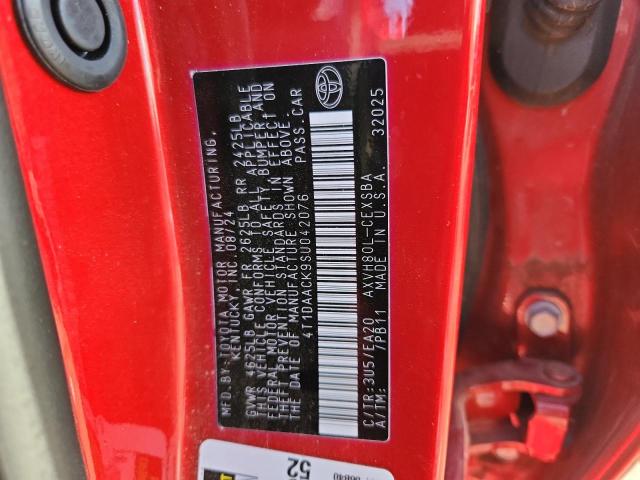 MFD.BY:TOYOTA MOTOR MANUFACTURING,
KENTUCKY, INC. 08/24
GVWR 4625LB GAWR FR 2625LB RR 2425LB
THIS VEHICLE CONFORMS TO ALL APPLICABLE
FEDERAL MOTOR VEHICLE SAFETY, BUMPER, AND
THEFT PREVENTION STANDARDS IN EFFECT ON
THE DATE OF MANUFACTURE SHOWN ABOVE.
4T1DAACK9SU042076 PASS. CAR
C/TR:3U5/EA20 AXVH80L-CEXSBA
A/TM: /PB11 MADE IN U.S.A. 32025
52